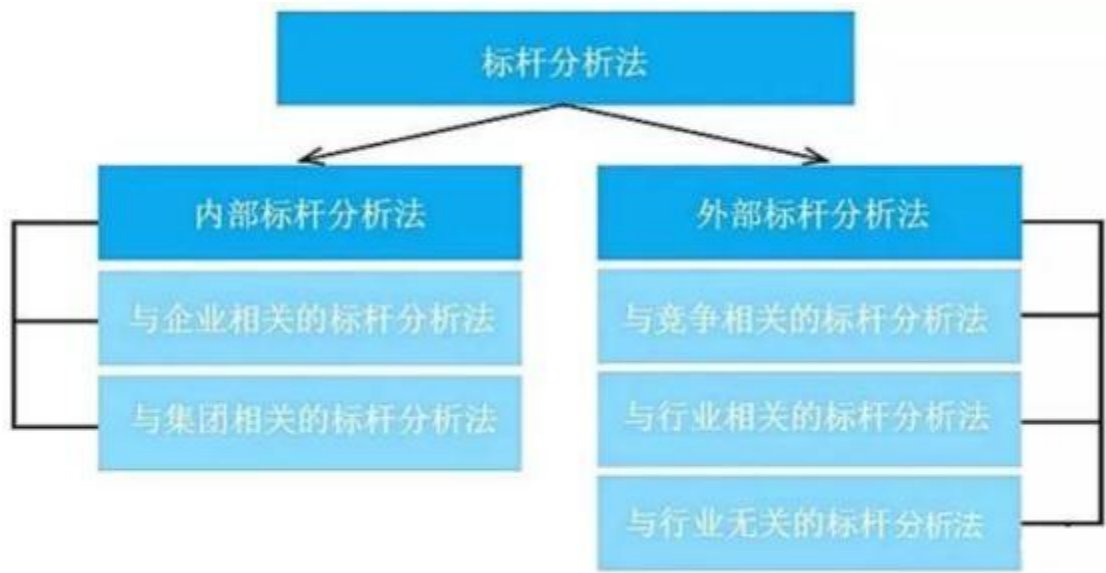 标杆分析法
内部标杆分析法
与企业相关的标杆分析法
与集团相关的标杆分析法
外部标杆分析法
与竞争相关的标杆分析法
与行业相关的标杆分析法
与行业无关的标杆分析法